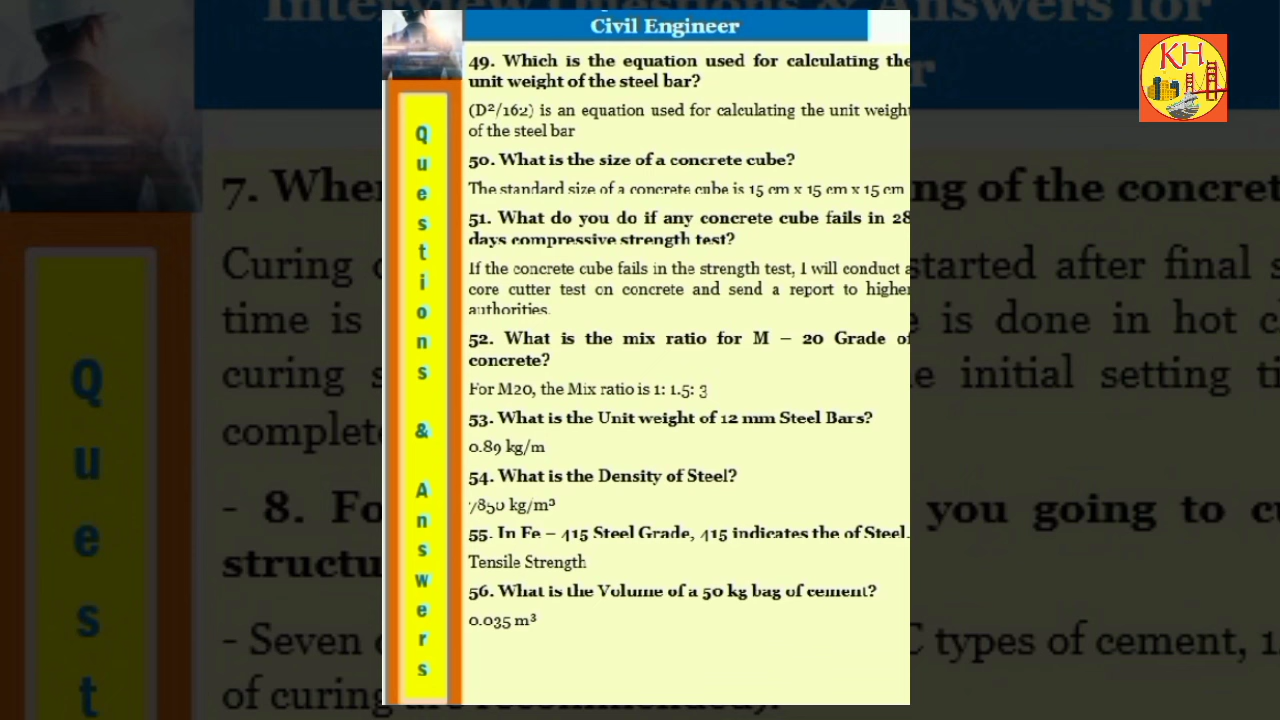 Interview Questions & Answers for
Civil Engineer
KH
49. Which is the equation used for calculating the
unit weight of the steel bar?
(D²/162) is an equation used for calculating the unit weight
of the steel bar
50. What is the size of a concrete cube?
The standard size of a concrete cube is 15 cm x 15 cm x 15 cm
51. What do you do if any concrete cube fails in 28
days compressive strength test?
If the concrete cube fails in the strength test, I will conduct a
core cutter test on concrete and send a report to higher
authorities.
52. What is the mix ratio for M – 20 Grade of
concrete?
For M20, the Mix ratio is 1: 1.5: 3
53. What is the Unit weight of 12 mm Steel Bars?
0.89 kg/m
54. What is the Density of Steel?
7850 kg/m³
55. In Fe – 415 Steel Grade, 415 indicates the of Steel.
Tensile Strength
56. What is the Volume of a 50 kg bag of cement?
0.035 m³
Questions & Answers
Quest
7.
ng of the concret
Curing
started after final
time is
is done in hot
curing
initial setting
complet
- 8.
you going to
structu
- Seven
types of cement,
of curing are recommended).